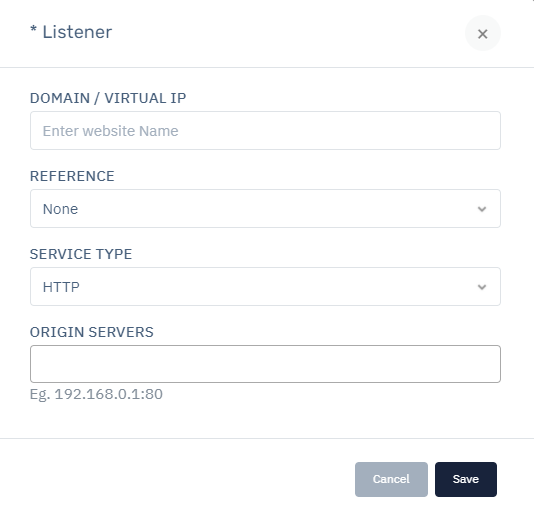 * Listener
×
DOMAIN / VIRTUAL IP
Enter website Name
REFERENCE
None
SERVICE TYPE
HTTP
ORIGIN SERVERS
Eg. 192.168.0.1:80
Cancel Save